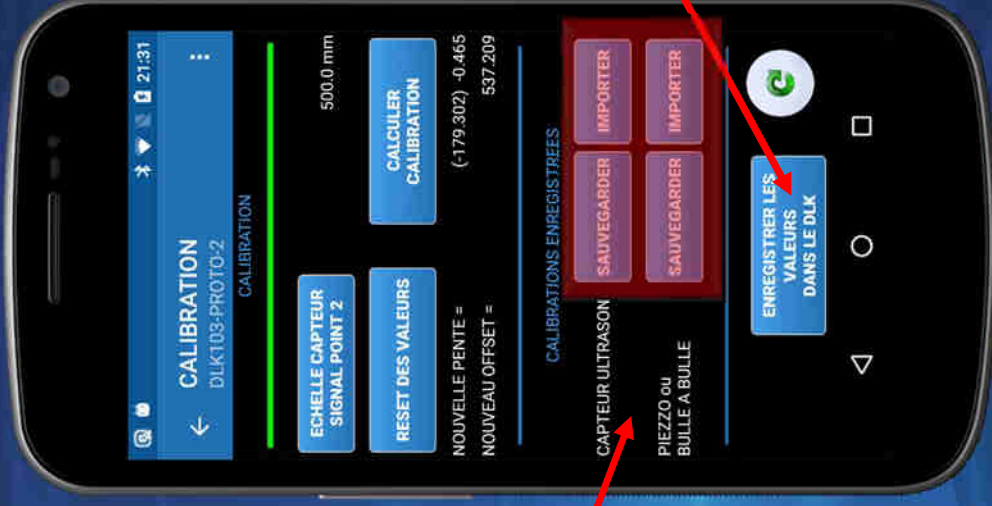 21:31
CALIBRATION
DLK103-PROTO-2
CALIBRATION
ECHELLE CAPTEUR
SIGNAL POINT 2
500.0 mm
RESET DES VALEURS
CALCULER
CALIBRATION
NOUVELLE PENTE = (-179.302) -0.465
NOUVEAU OFFSET = 537.209
CALIBRATIONS ENREGISTREES
CAPTEUR ULTRASON SAUVEGARDER IMPORTER
PIEZZO ou
BULLE A BULLE
SAUVEGARDER IMPORTER
ENREGISTRER LES
VALEURS
DANS LE DLK